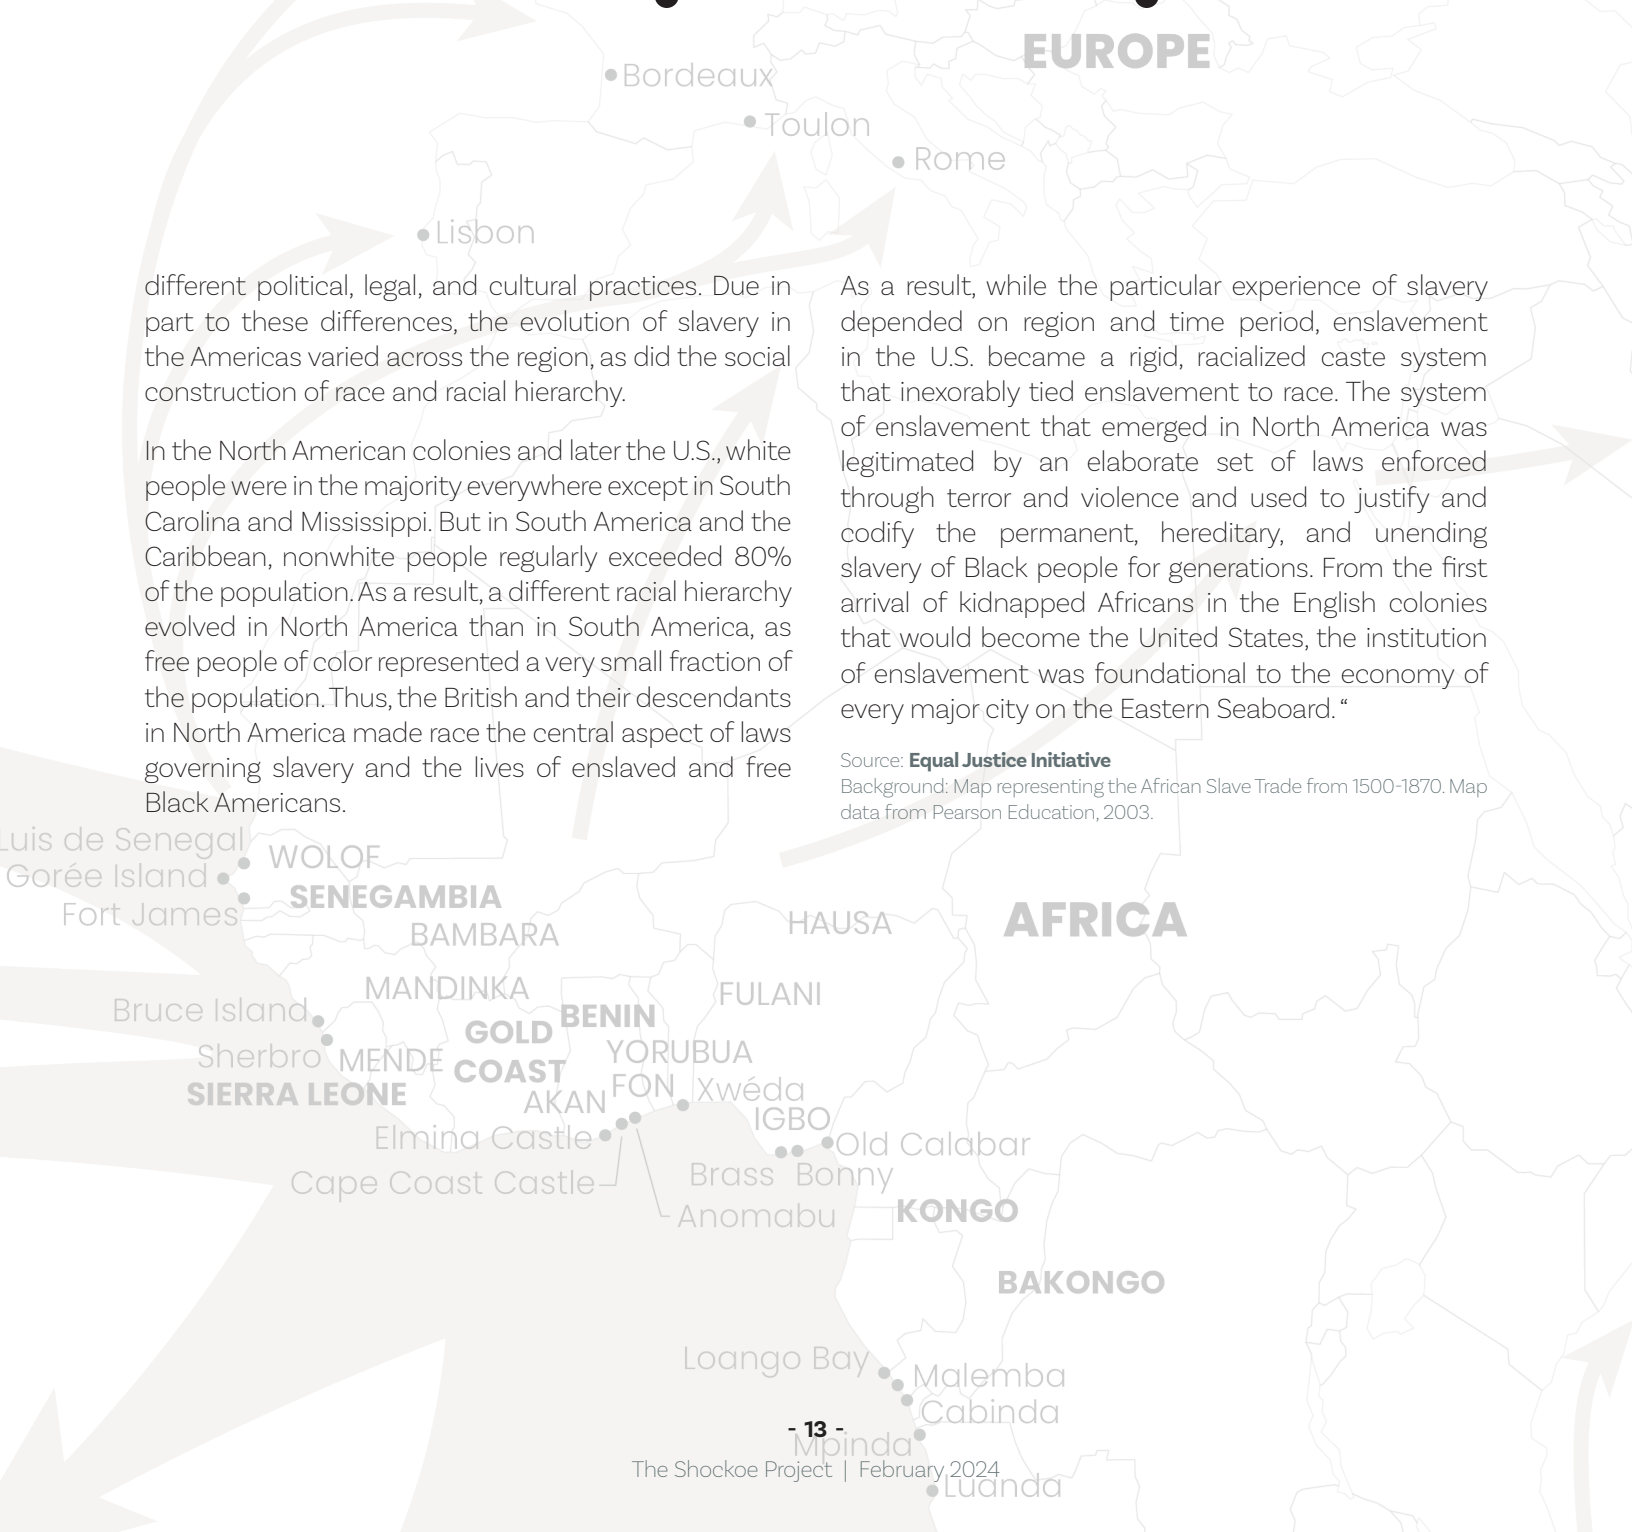 EUROPE
Bordeaux
Toulon
Rome
Lisbon
different political, legal, and cultural practices. Due in
part to these differences, the evolution of slavery in
the Americas varied across the region, as did the social
construction of race and racial hierarchy.
In the North American colonies and later the U.S., white
people were in the majority everywhere except in South
Carolina and Mississippi. But in South America and the
Caribbean, nonwhite people regularly exceeded 80%
of the population. As a result, a different racial hierarchy
evolved in North America than in South America, as
free people of color represented a very small fraction of
the population. Thus, the British and their descendants
in North America made race the central aspect of laws
governing slavery and the lives of enslaved and free
Black Americans.
As a result, while the particular experience of slavery
depended on region and time period, enslavement
in the U.S. became a rigid, racialized caste system
that inexorably tied enslavement to race. The system
of enslavement that emerged in North America was
legitimated by an elaborate set of laws enforced
through terror and violence and used to justify and
codify the permanent, hereditary, and unending
slavery of Black people for generations. From the first
arrival of kidnapped Africans in the English colonies
that would become the United States, the institution
of enslavement was foundational to the economy of
every major city on the Eastern Seaboard. “
Source: Equal Justice Initiative
Background: Map representing the African Slave Trade from 1500-1870. Map
data from Pearson Education, 2003.
Luis de Senegal
WOLOF
Gorée Island
SENEGAMBIA
Fort James
BAMBARA
HAUSA
AFRICA
MANDINKA
FULANI
Bruce Island
BENIN
GOLD
COAST
Sherbro
MENDE
YORUBUA
SIERRA LEONE
FON
Xwéda
AKAN
IGBO
Elmina Castle
Old Calabar
Cape Coast Castle
Brass
Bonny
Anomabu
KONGO
BAKONGO
Loango Bay
Malemba
Cabinda
- 13 -
Mpinda
The Shockoe Project | February 2024
Luanda